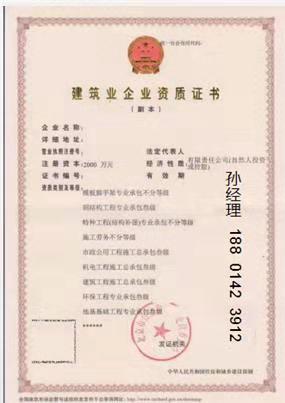 统一社会信用代码:
建筑业企业资质证书
(副本)
企业名称:
详细地址:
营业执照注册号: 法定代表人
注册资本: 2000 万元 经济性质: 有限责任公司(自然人投资或控股)
证书编号: 有效期
资质类别及等级:
模板脚手架专业承包不分等级
钢结构工程专业承包叁级
特种工程(结构补强)专业承包不分等级
施工劳务不分等级
市政公用工程施工总承包叁级
机电工程施工总承包叁级
建筑工程施工总承包叁级
环保工程专业承包叁级
地基基础工程专业承包叁级
孙经理 188 0142 3912
发证机关
中华人民共和国住房和城乡建设部制